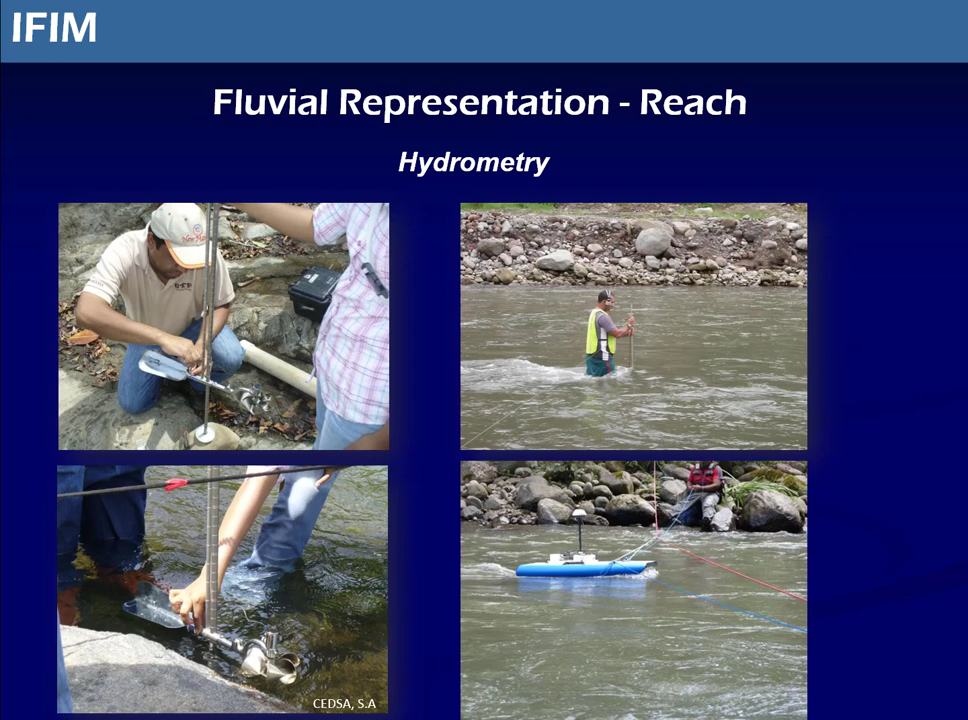 IFIM
Fluvial Representation - Reach
Hydrometry
CEDSA, S.A